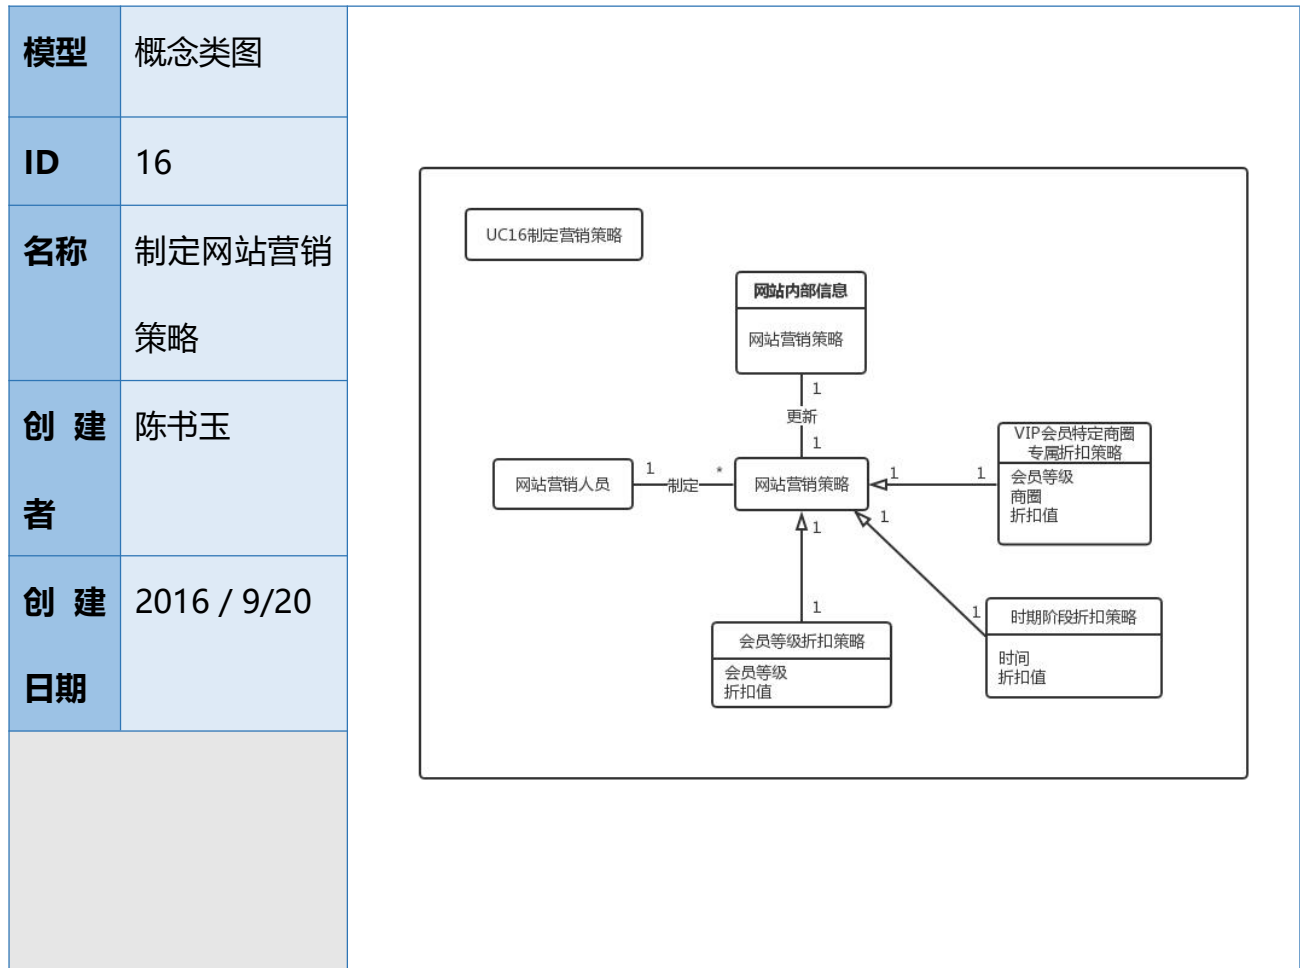 模型
概念类图
ID
16
名称
制定网站营销
策略
创 建
者
陈书玉
创 建
日期
2016 / 9/20
UC16制定营销策略
网站内部信息
网站营销策略
1
更新
1
网站营销人员
1
制定
*
网站营销策略
1
1
VIP会员特定商圈
专属折扣策略
会员等级
商圈
折扣值
1
1
1
1
会员等级折扣策略
会员等级
折扣值
时期阶段折扣策略
时间
折扣值